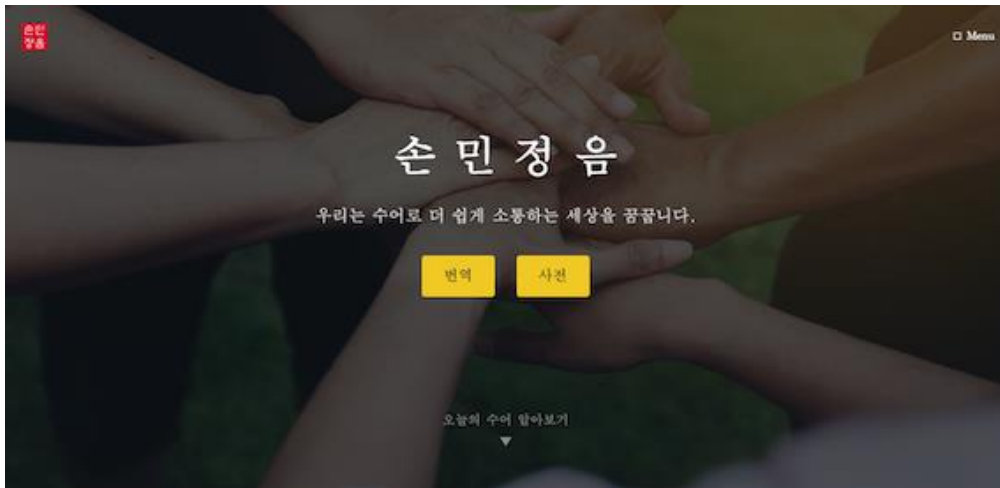 손민
정음
Menu
손민정음
우리는 수어로 더 쉽게 소통하는 세상을 꿈꿉니다.
번역
사전
오늘의 수어 알아보기